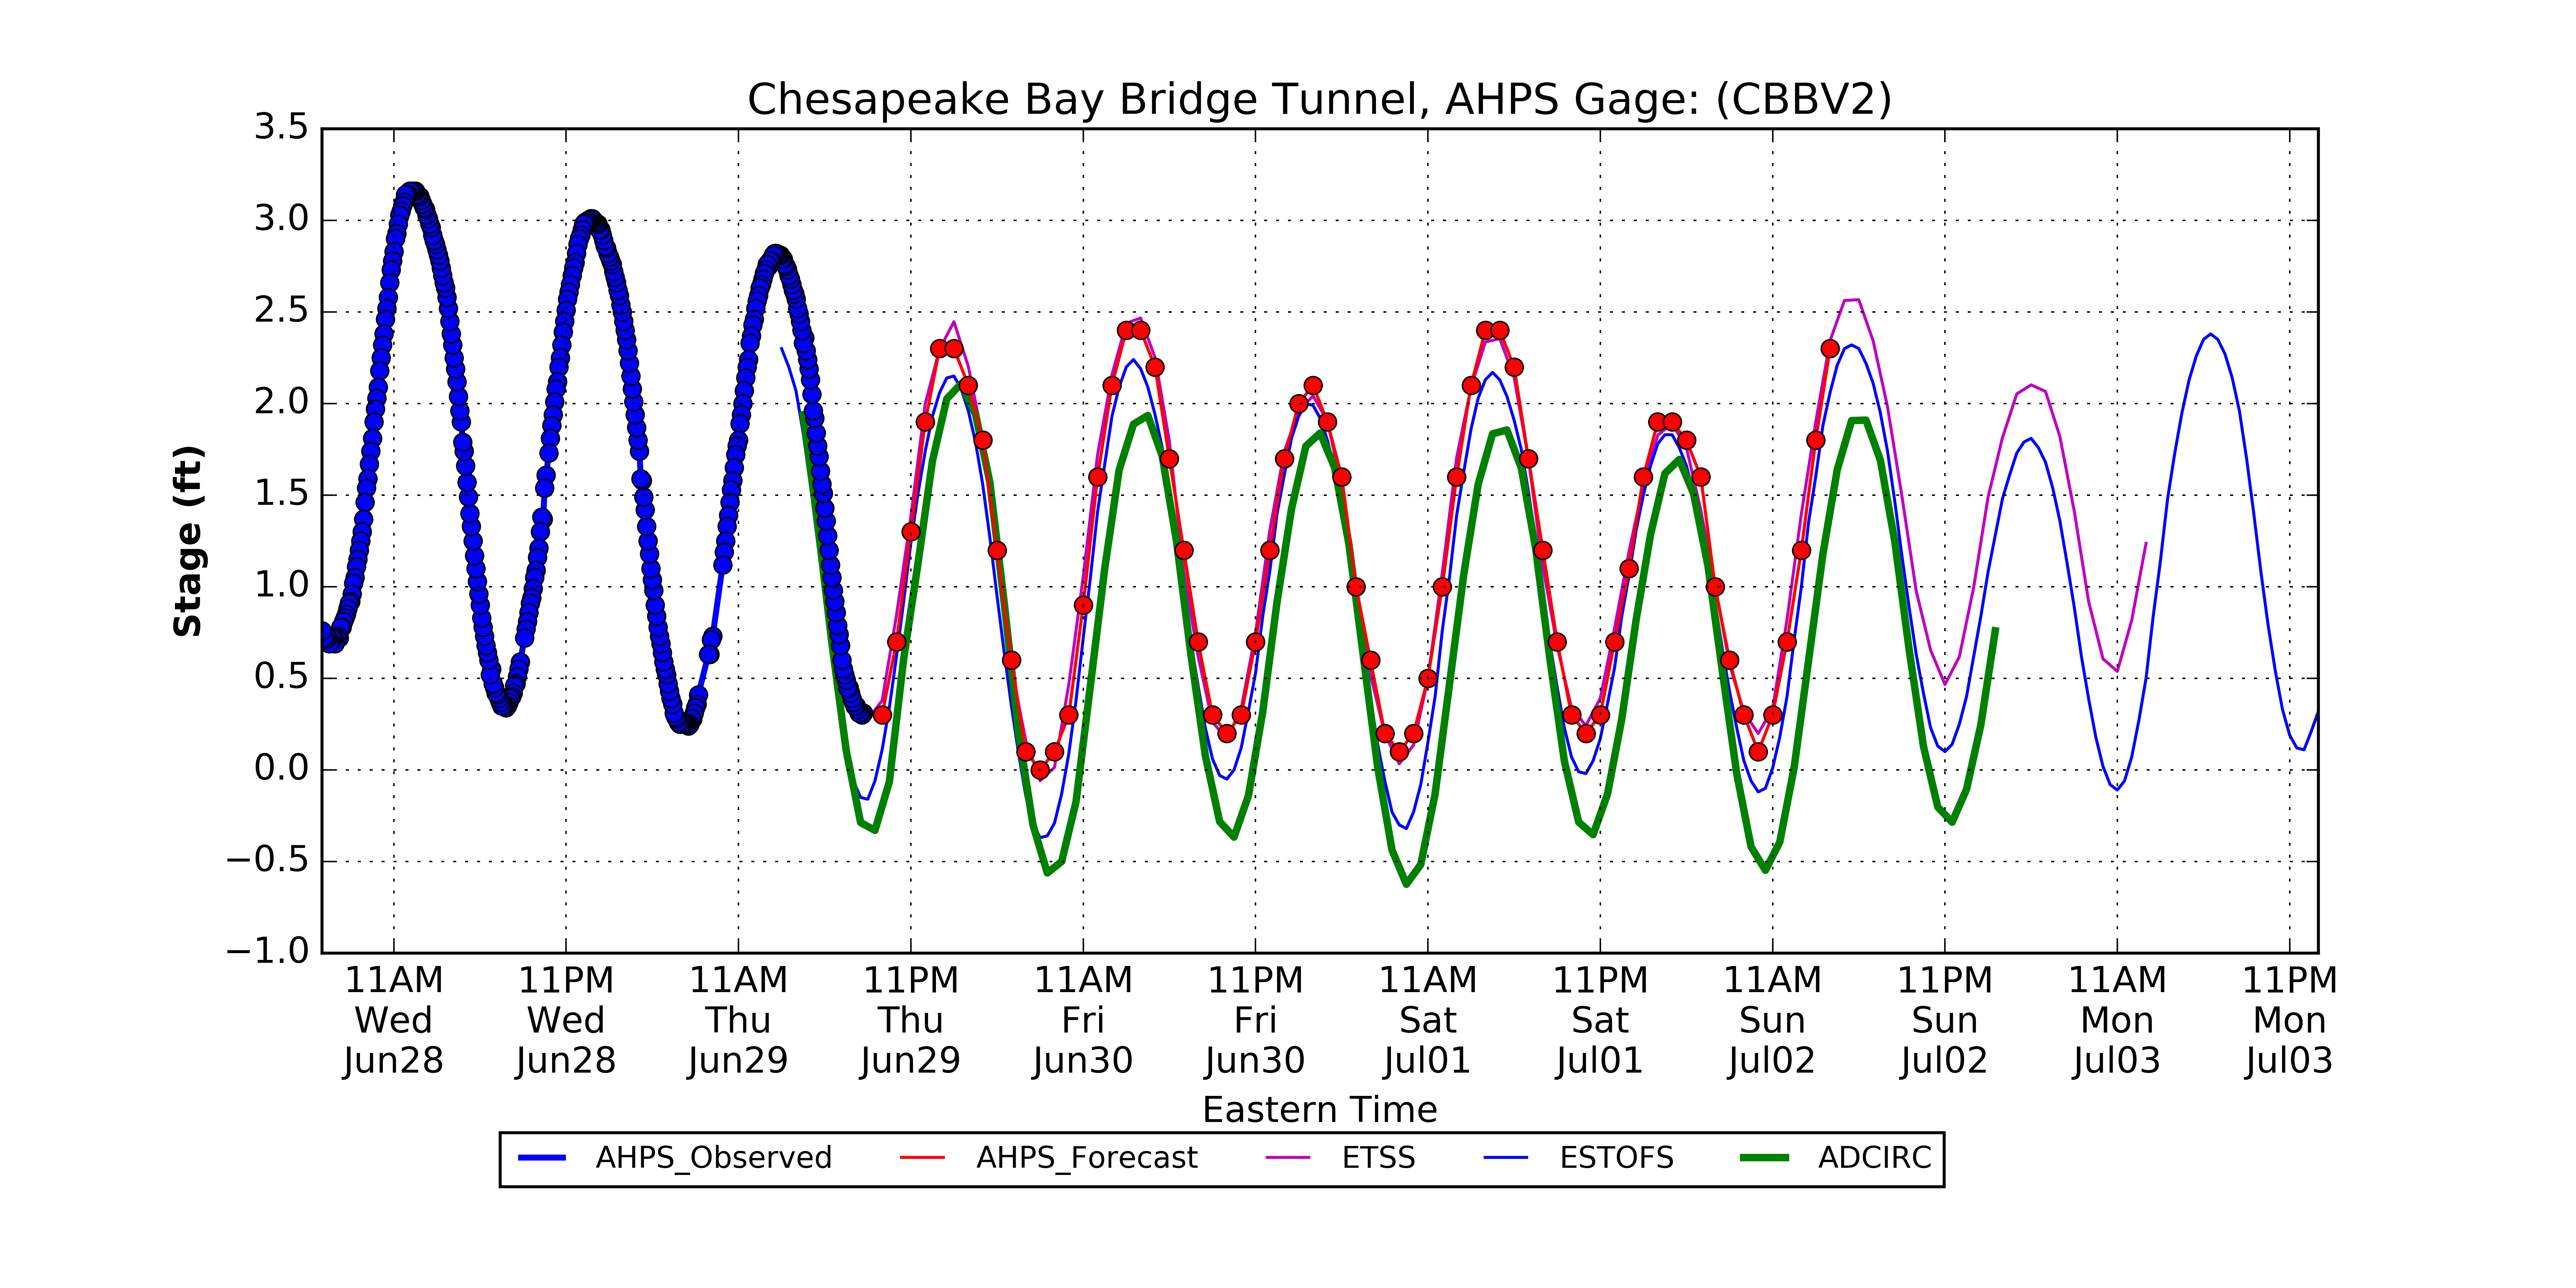 Chesapeake Bay Bridge Tunnel, AHPS Gage: (CBBV2)
3.5
3.0
2.5
2.0
1.5
1.0
0.5
0.0
−0.5
−1.0
Stage (ft)
11AM 11PM 11AM 11PM 11AM 11PM 11AM 11PM 11AM 11PM 11AM 11PM
Wed Wed Thu Thu Fri Fri Sat Sat Sun Sun Mon Mon
Jun28 Jun28 Jun29 Jun29 Jun30 Jun30 Jul01 Jul01 Jul02 Jul02 Jul03 Jul03
Eastern Time
AHPS_Observed AHPS_Forecast ETSS ESTOFS ADCIRC